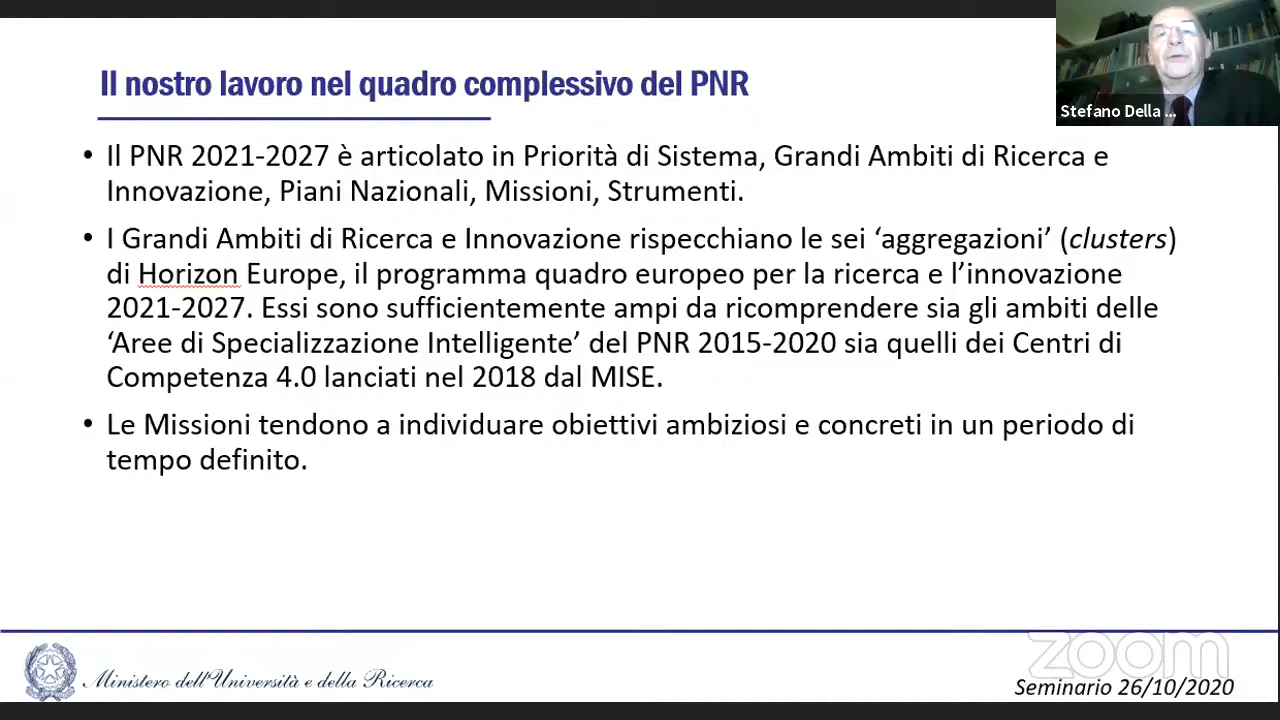 Il nostro lavoro nel quadro complessivo del PNR
Stefano Della ...
• Il PNR 2021-2027 è articolato in Priorità di Sistema, Grandi Ambiti di Ricerca e
Innovazione, Piani Nazionali, Missioni, Strumenti.
• I Grandi Ambiti di Ricerca e Innovazione rispecchiano le sei ‘aggregazioni’ (clusters)
di Horizon Europe, il programma quadro europeo per la ricerca e l’innovazione
2021-2027. Essi sono sufficientemente ampi da ricomprendere sia gli ambiti delle
‘Aree di Specializzazione Intelligente’ del PNR 2015-2020 sia quelli dei Centri di
Competenza 4.0 lanciati nel 2018 dal MISE.
• Le Missioni tendono a individuare obiettivi ambiziosi e concreti in un periodo di
tempo definito.
zoom
Ministero dell'Università e della Ricerca
Seminario 26/10/2020